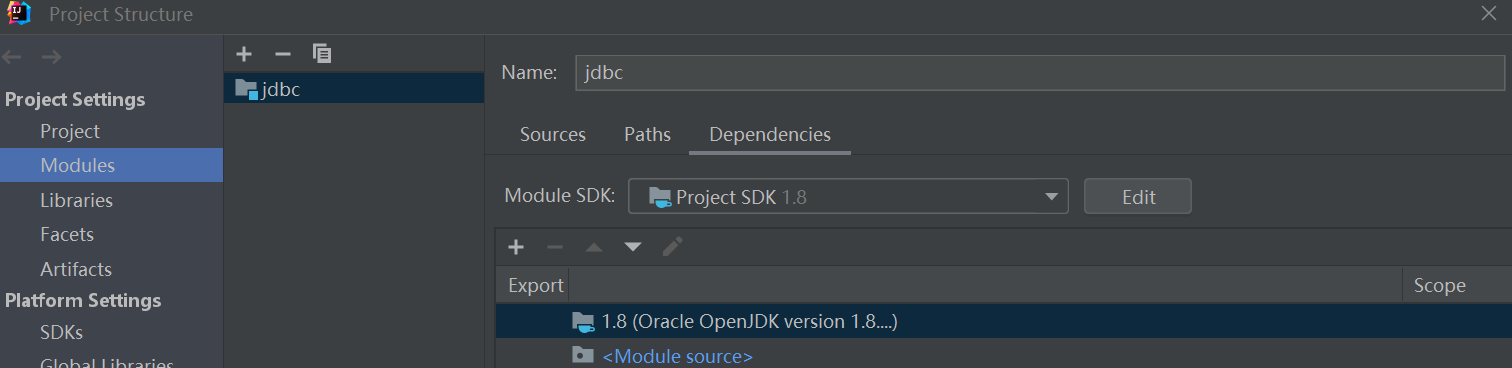 Project Structure
Project Settings
Project
Modules
Libraries
Facets
Artifacts
Platform Settings
SDKs
Global Libraries
jdbc
Name: jdbc
Sources Paths Dependencies
Module SDK: Project SDK 1.8 Edit
Export Scope
1.8 (Oracle OpenJDK version 1.8....)
<Module source>